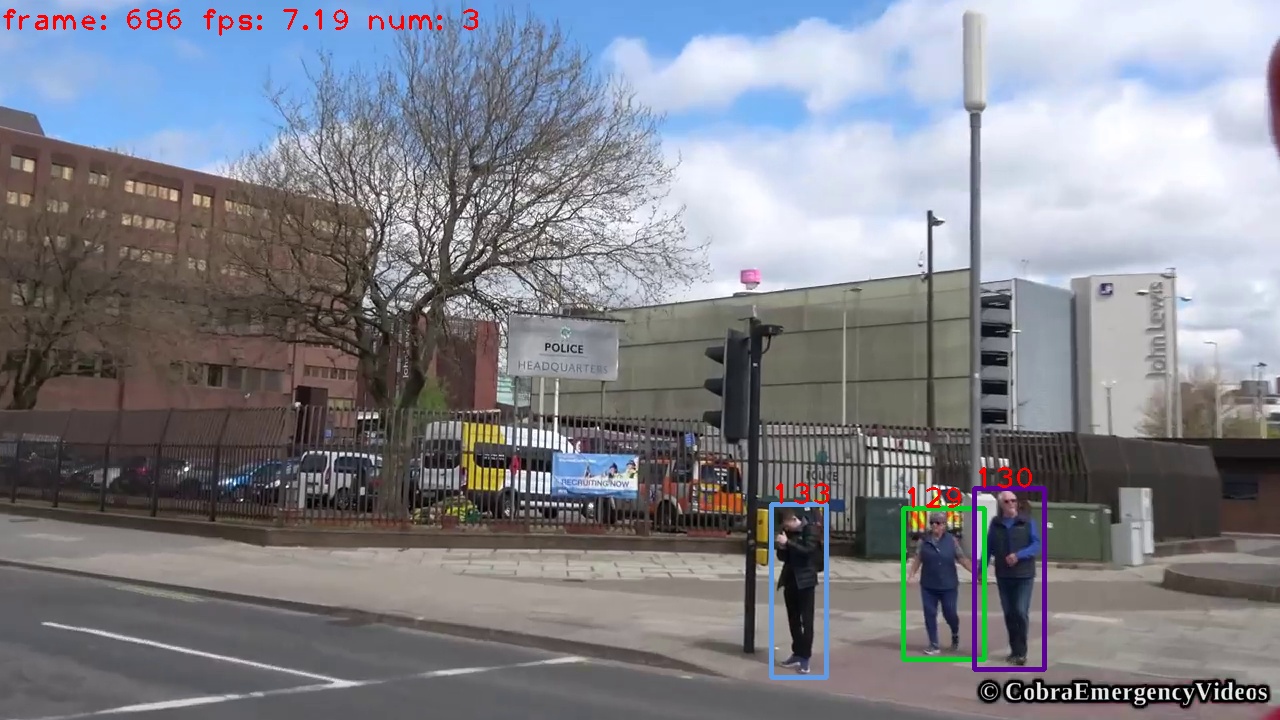 frame: 686 fps: 7.19 num: 3
John Lewis
POLICE
HEADQUARTERS
RECRUITING NOW
133
129
130
© CobraEmergencyVideos